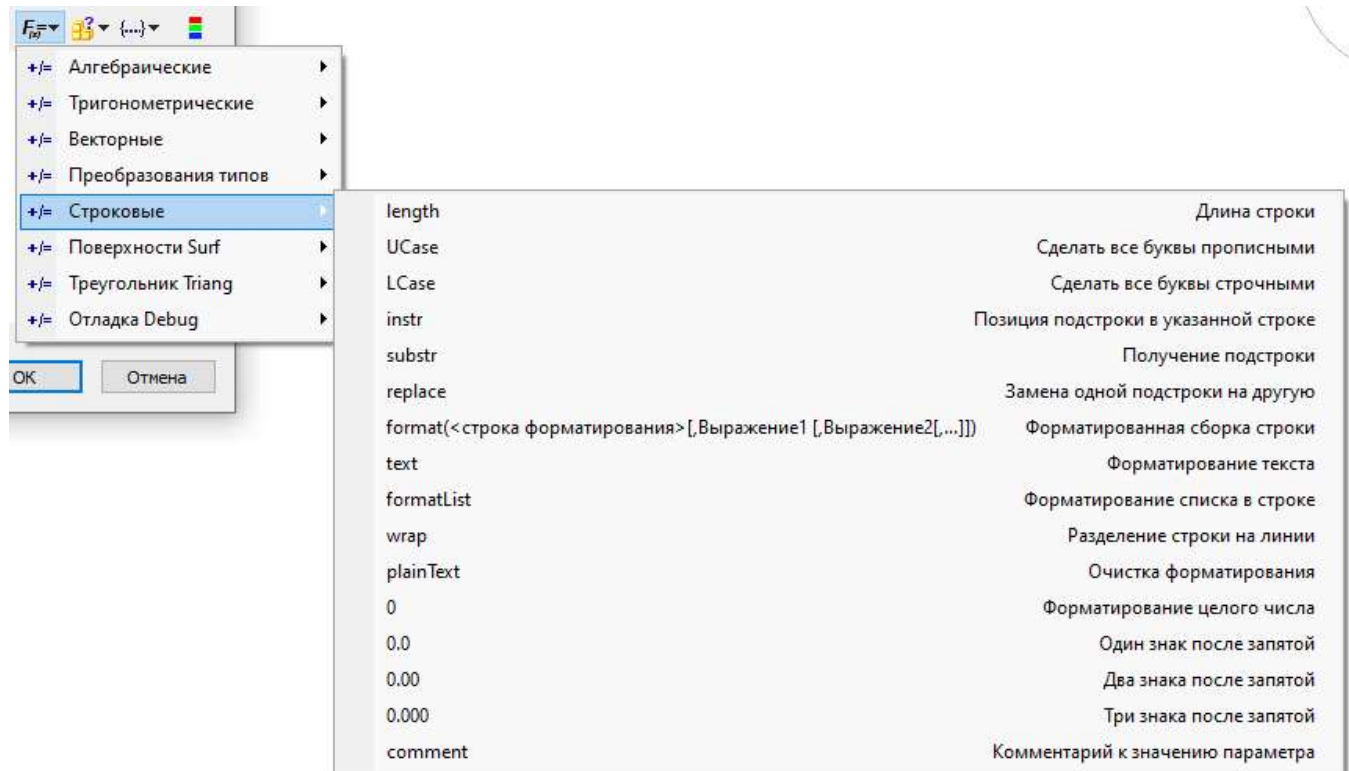 F(x)= {...}
+/= Алгебраические
+/= Тригонометрические
+/= Векторные
+/= Преобразования типов
+/= Строковые
+/= Поверхности Surf
+/= Треугольник Triang
+/= Отладка Debug
OK Отмена
length Длина строки
UCase Сделать все буквы прописными
LCase Сделать все буквы строчными
instr Позиция подстроки в указанной строке
substr Получение подстроки
replace Замена одной подстроки на другую
format(<строка форматирования>[,Выражение1 [,Выражение2[,...]]) Форматированная сборка строки
text Форматирование текста
formatList Форматирование списка в строке
wrap Разделение строки на линии
plainText Очистка форматирования
0 Форматирование целого числа
0.0 Один знак после запятой
0.00 Два знака после запятой
0.000 Три знака после запятой
comment Комментарий к значению параметра